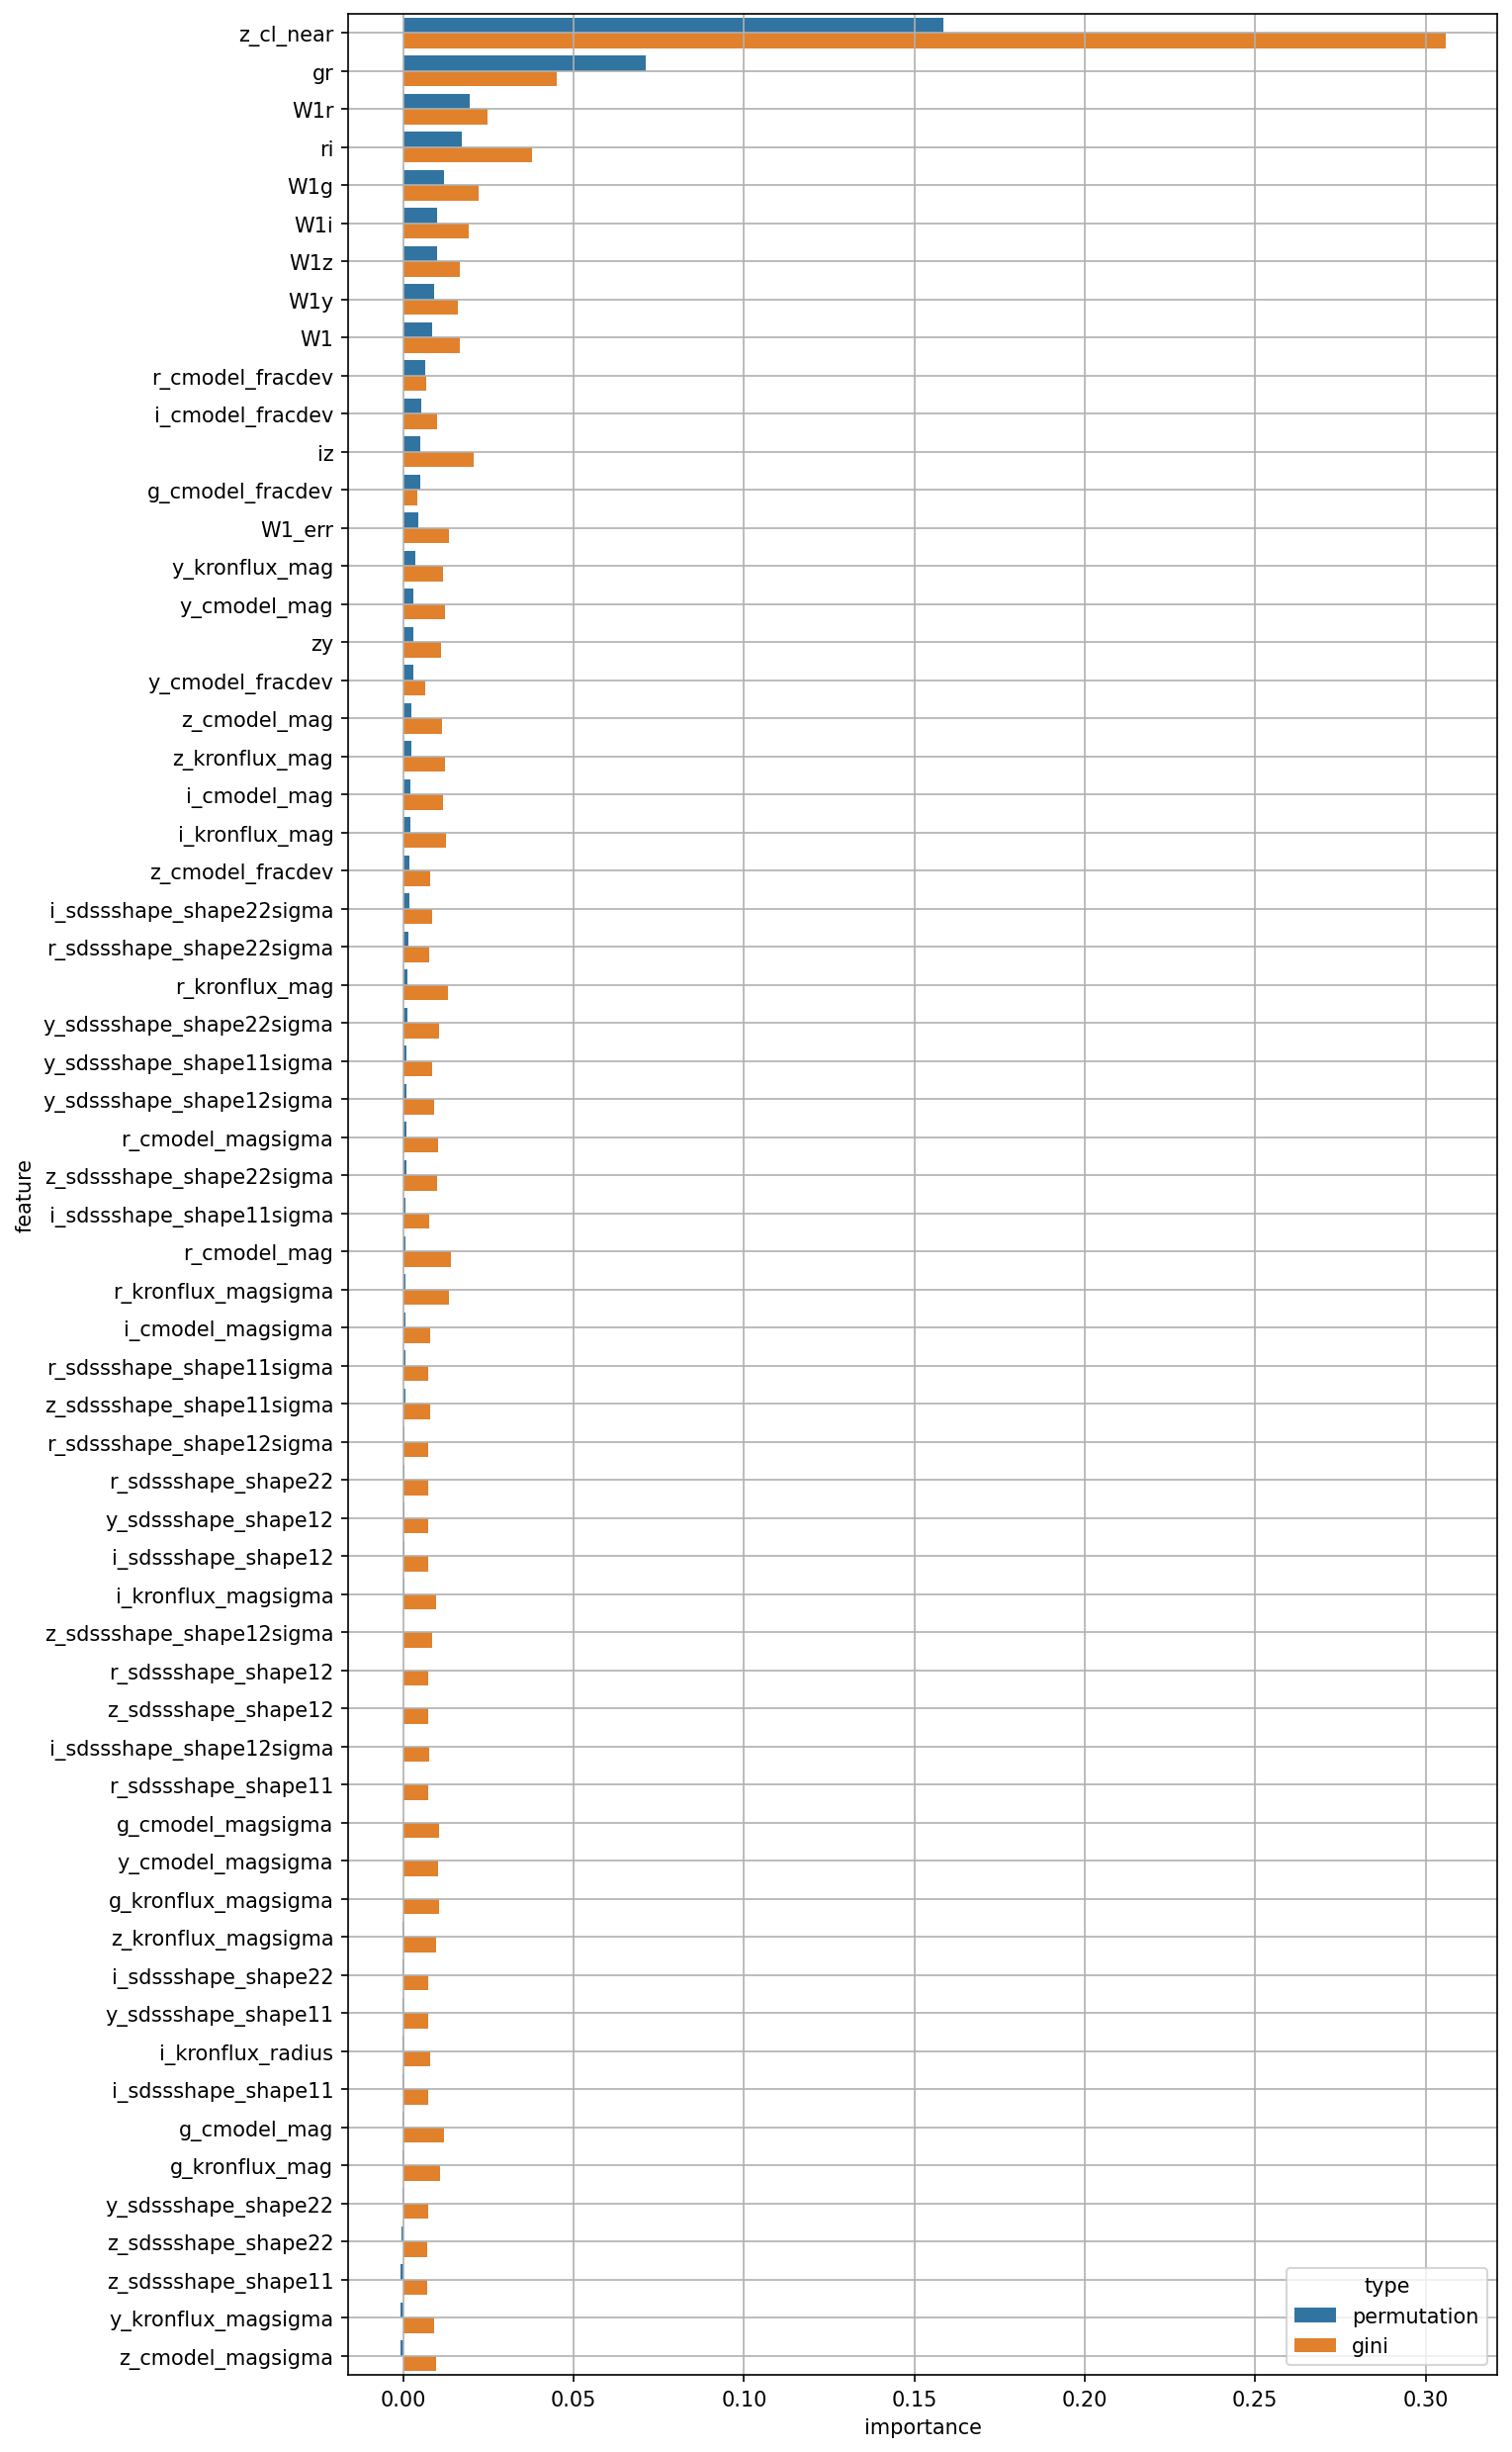 z_cl_near
gr
W1r
ri
W1g
W1i
W1z
W1y
W1
r_cmodel_fracdev
i_cmodel_fracdev
iz
g_cmodel_fracdev
W1_err
y_kronflux_mag
y_cmodel_mag
zy
y_cmodel_fracdev
z_cmodel_mag
z_kronflux_mag
i_cmodel_mag
i_kronflux_mag
z_cmodel_fracdev
i_sdssshape_shape22sigma
r_sdssshape_shape22sigma
r_kronflux_mag
y_sdssshape_shape22sigma
y_sdssshape_shape11sigma
y_sdssshape_shape12sigma
r_cmodel_magsigma
z_sdssshape_shape22sigma
i_sdssshape_shape11sigma
r_cmodel_mag
r_kronflux_magsigma
i_cmodel_magsigma
r_sdssshape_shape11sigma
z_sdssshape_shape11sigma
r_sdssshape_shape12sigma
r_sdssshape_shape22
y_sdssshape_shape12
i_sdssshape_shape12
i_kronflux_magsigma
z_sdssshape_shape12sigma
r_sdssshape_shape12
z_sdssshape_shape12
i_sdssshape_shape12sigma
r_sdssshape_shape11
g_cmodel_magsigma
y_cmodel_magsigma
g_kronflux_magsigma
z_kronflux_magsigma
i_sdssshape_shape22
y_sdssshape_shape11
i_kronflux_radius
i_sdssshape_shape11
g_cmodel_mag
g_kronflux_mag
y_sdssshape_shape22
z_sdssshape_shape22
z_sdssshape_shape11
y_kronflux_magsigma
z_cmodel_magsigma
feature
type
permutation
gini
0.00 0.05 0.10 0.15 0.20 0.25 0.30
importance